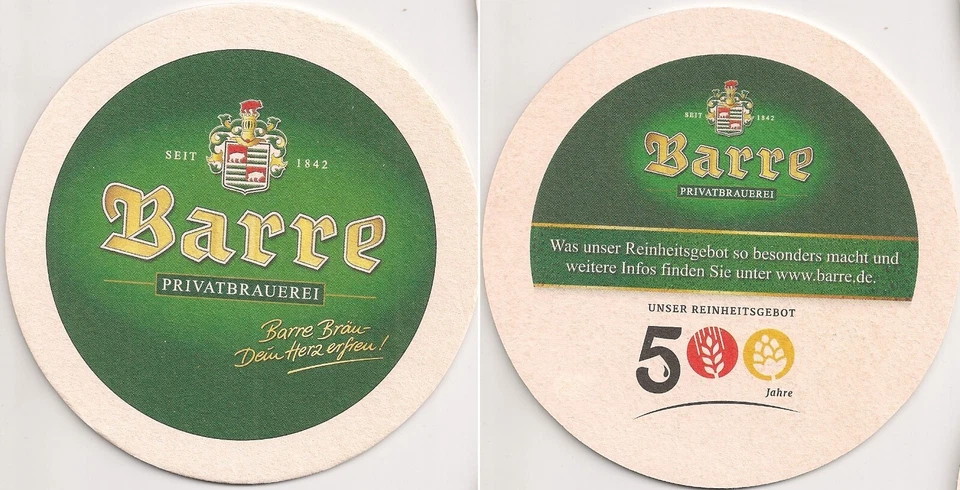 SEIT 1842
Barre
PRIVATBRAUEREI
Barre Bräu-
Dein Herz erfreu!
SEIT 1842
Barre
PRIVATBRAUEREI
Was unser Reinheitsgebot so besonders macht und
weitere Infos finden Sie unter www.barre.de.
UNSER REINHEITSGEBOT
500
Jahre